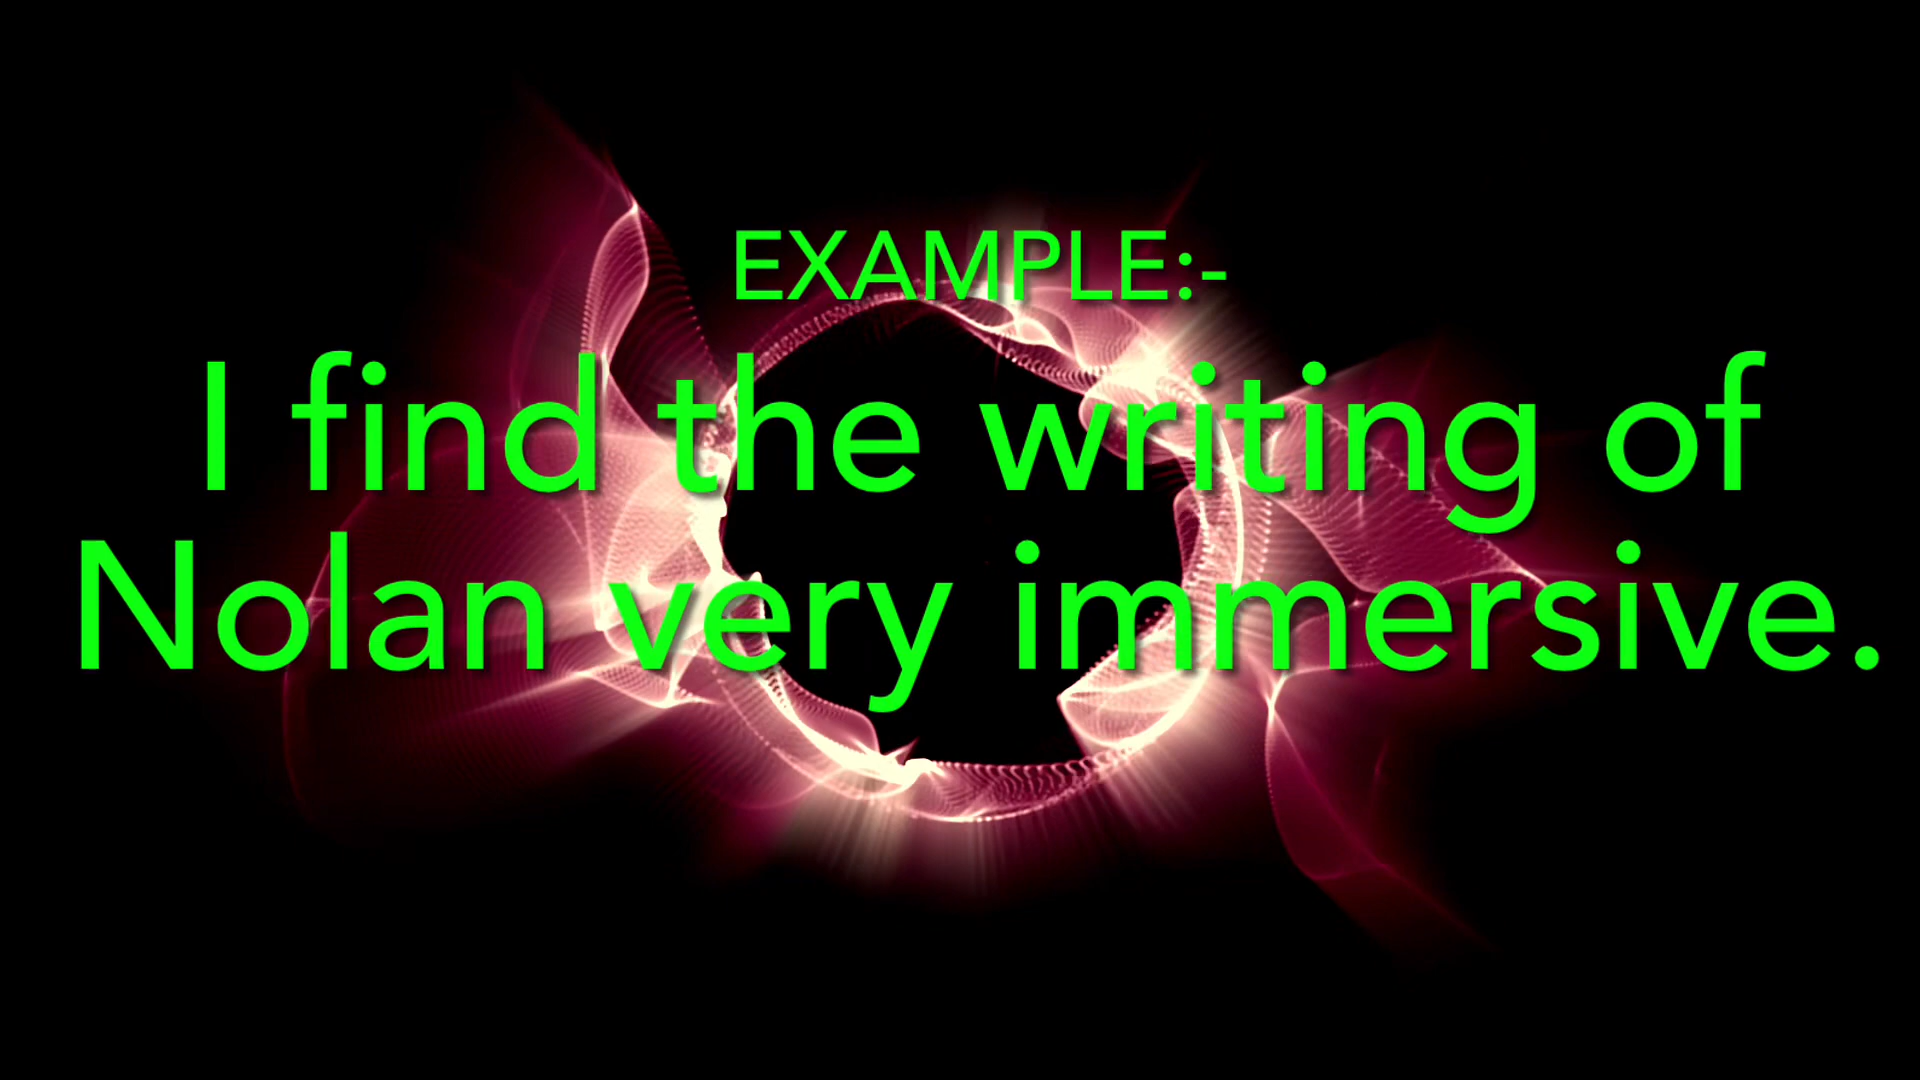 EXAMPLE:-
I find the writing of
Nolan very immersive.